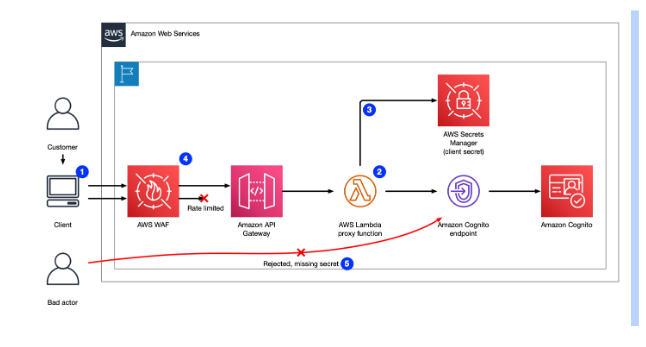 aws
Amazon Web Services
Customer
1
Client
4
AWS WAF
Rate limited
Amazon API
Gateway
2
AWS Lambda
proxy function
3
AWS Secrets
Manager
(client secret)
Amazon Cognito
endpoint
Amazon Cognito
Rejected, missing secret
5
Bad actor